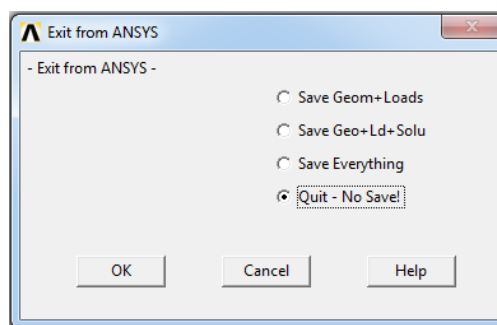 Exit from ANSYS
- Exit from ANSYS -
Save Geom+Loads
Save Geo+Ld+Solu
Save Everything
Quit - No Save!
OK Cancel Help